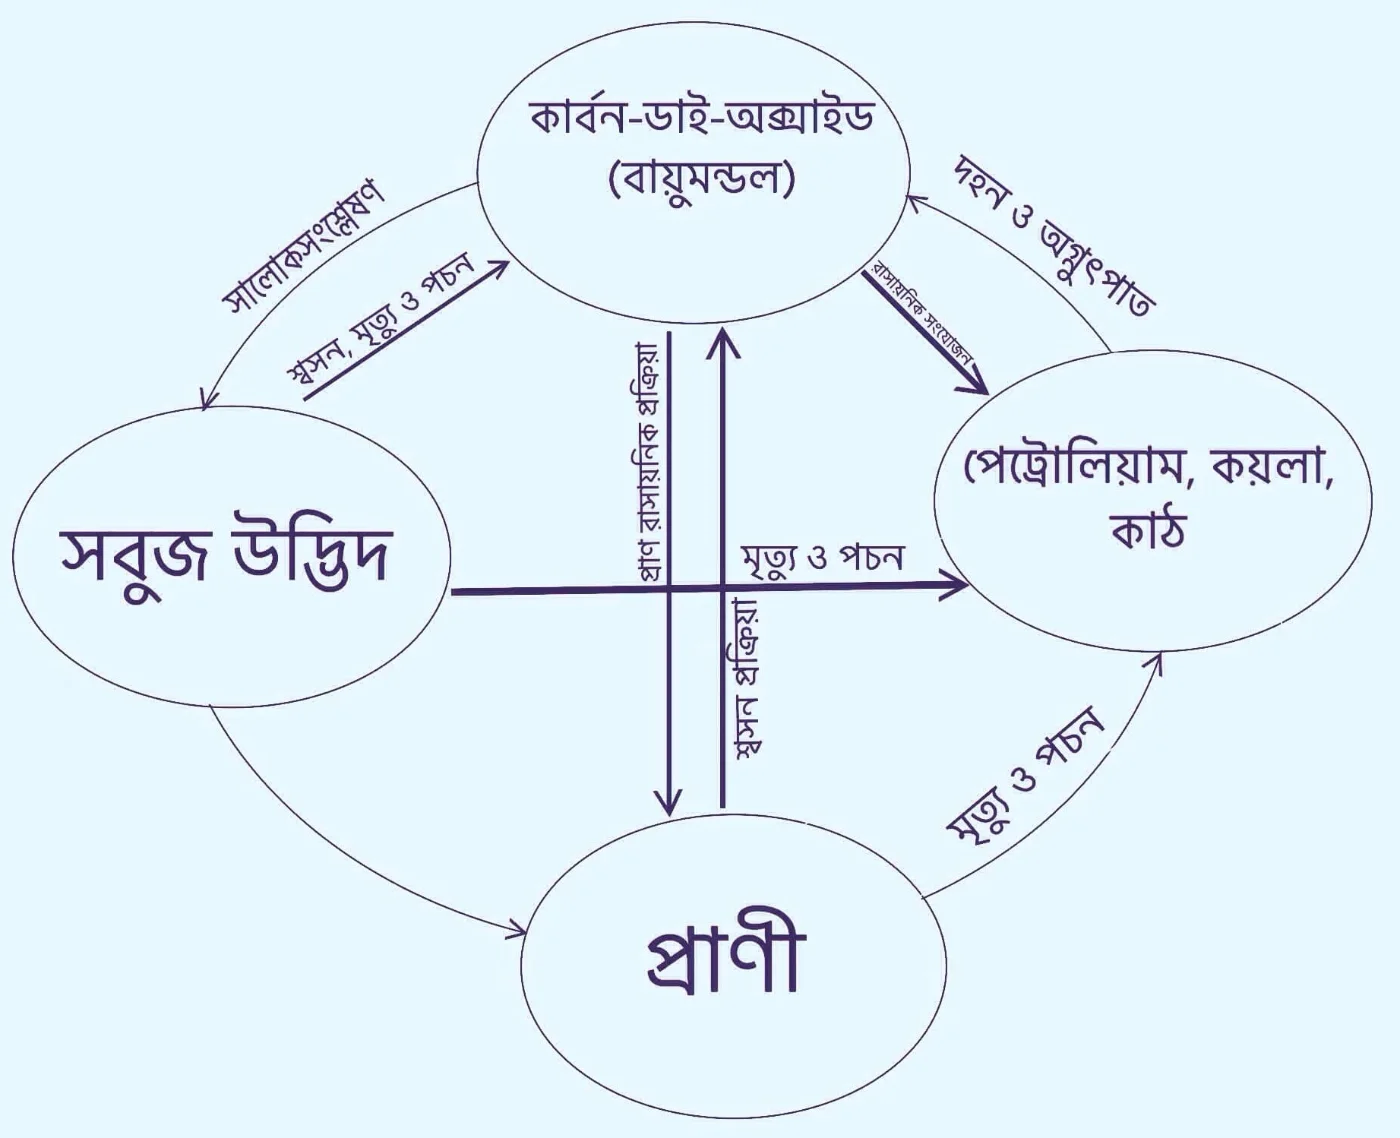 কার্বন-ডাই-অক্সাইড
(বায়ুমন্ডল)
সালোকসংশ্লেষণ
শ্বসন, মৃত্যু ও পচন
দহন ও অগ্নুৎপাত
রাসায়নিক সংযোজন
প্রাণ রাসায়নিক প্রক্রিয়া
পেট্রোলিয়াম, কয়লা,
কাঠ
সবুজ উদ্ভিদ
মৃত্যু ও পচন
শ্বসন প্রক্রিয়া
মৃত্যু ও পচন
প্রাণী